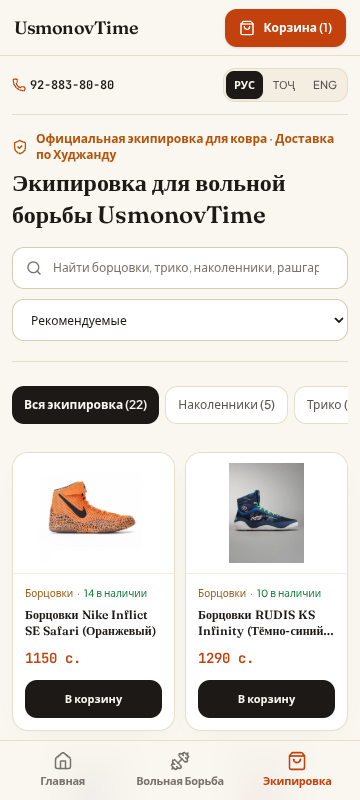 UsmonovTime
Корзина (1)
92-883-80-80
РУС
ТОҶ
ENG
Официальная экипировка для ковра · Доставка
по Худжанду
Экипировка для вольной
борьбы UsmonovTime
Найти борцовки, трико, наколенники, рашгар
Рекомендуемые
Вся экипировка (22)
Наколенники (5)
Трико (
Борцовки · 14 в наличии
Борцовки Nike Inflict
SE Safari (Оранжевый)
1150 с.
В корзину
Борцовки · 10 в наличии
Борцовки RUDIS KS
Infinity (Тёмно-синий...
1290 с.
В корзину
Главная
Вольная Борьба
Экипировка